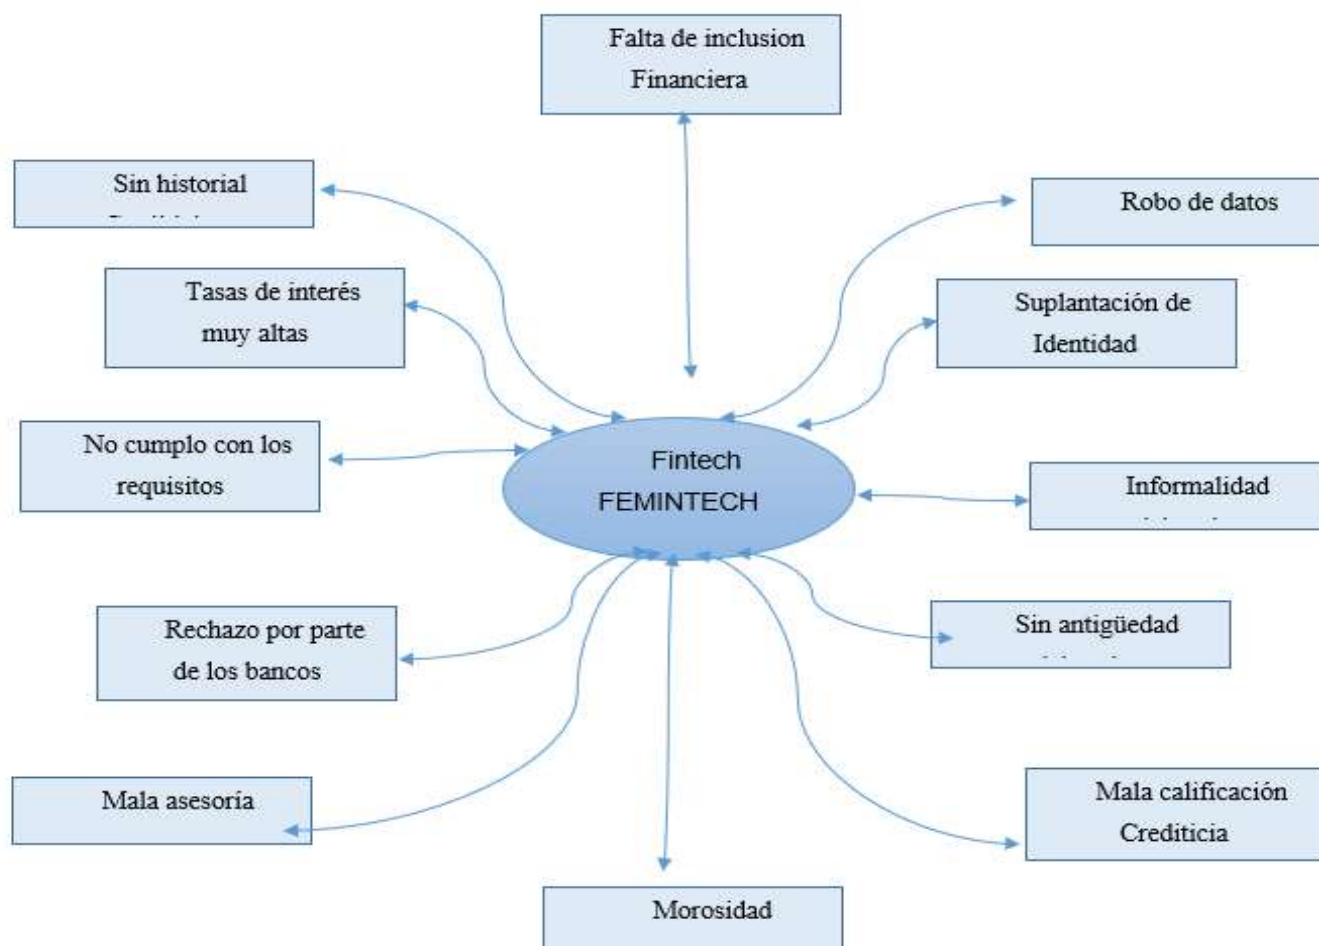 Falta de inclusion
Financiera
Sin historial
Robo de datos
Tasas de interés
muy altas
Suplantación de
Identidad
No cumplo con los
requisitos
Fintech
FEMINTECH
Informalidad
Rechazo por parte
de los bancos
Sin antigüedad
Mala asesoría
Mala calificación
Crediticia
Morosidad